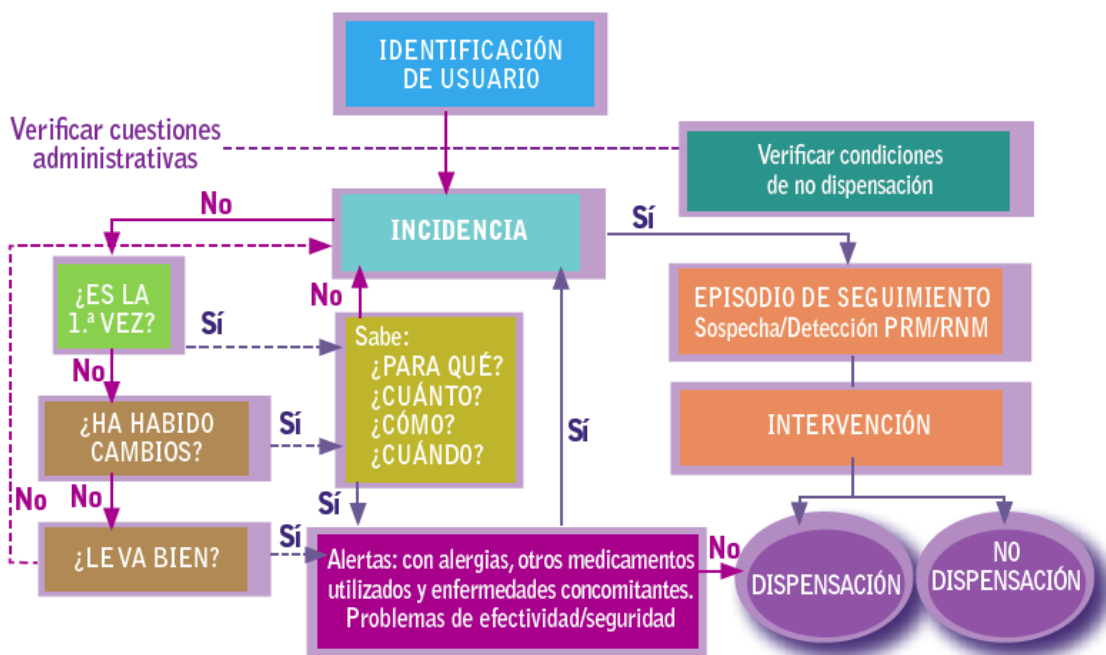 IDENTIFICACIÓN
DE USUARIO
Verificar cuestiones
administrativas
Verificar condiciones
de no dispensación
No
INCIDENCIA
Sí
¿ES LA
1.ª VEZ?
Sí
No
Sabe:
¿PARA QUÉ?
¿CUÁNTO?
¿CÓMO?
¿CUÁNDO?
EPISODIO DE SEGUIMIENTO
Sospecha/Detección PRM/RNM
No
¿HA HABIDO
CAMBIOS?
Sí
Sí
INTERVENCIÓN
No
No
Sí
¿LEVA BIEN?
Sí
Alertas: con alergias, otros medicamentos
utilizados y enfermedades concomitantes.
Problemas de efectividad/seguridad
No
DISPENSACIÓN
NO
DISPENSACIÓN